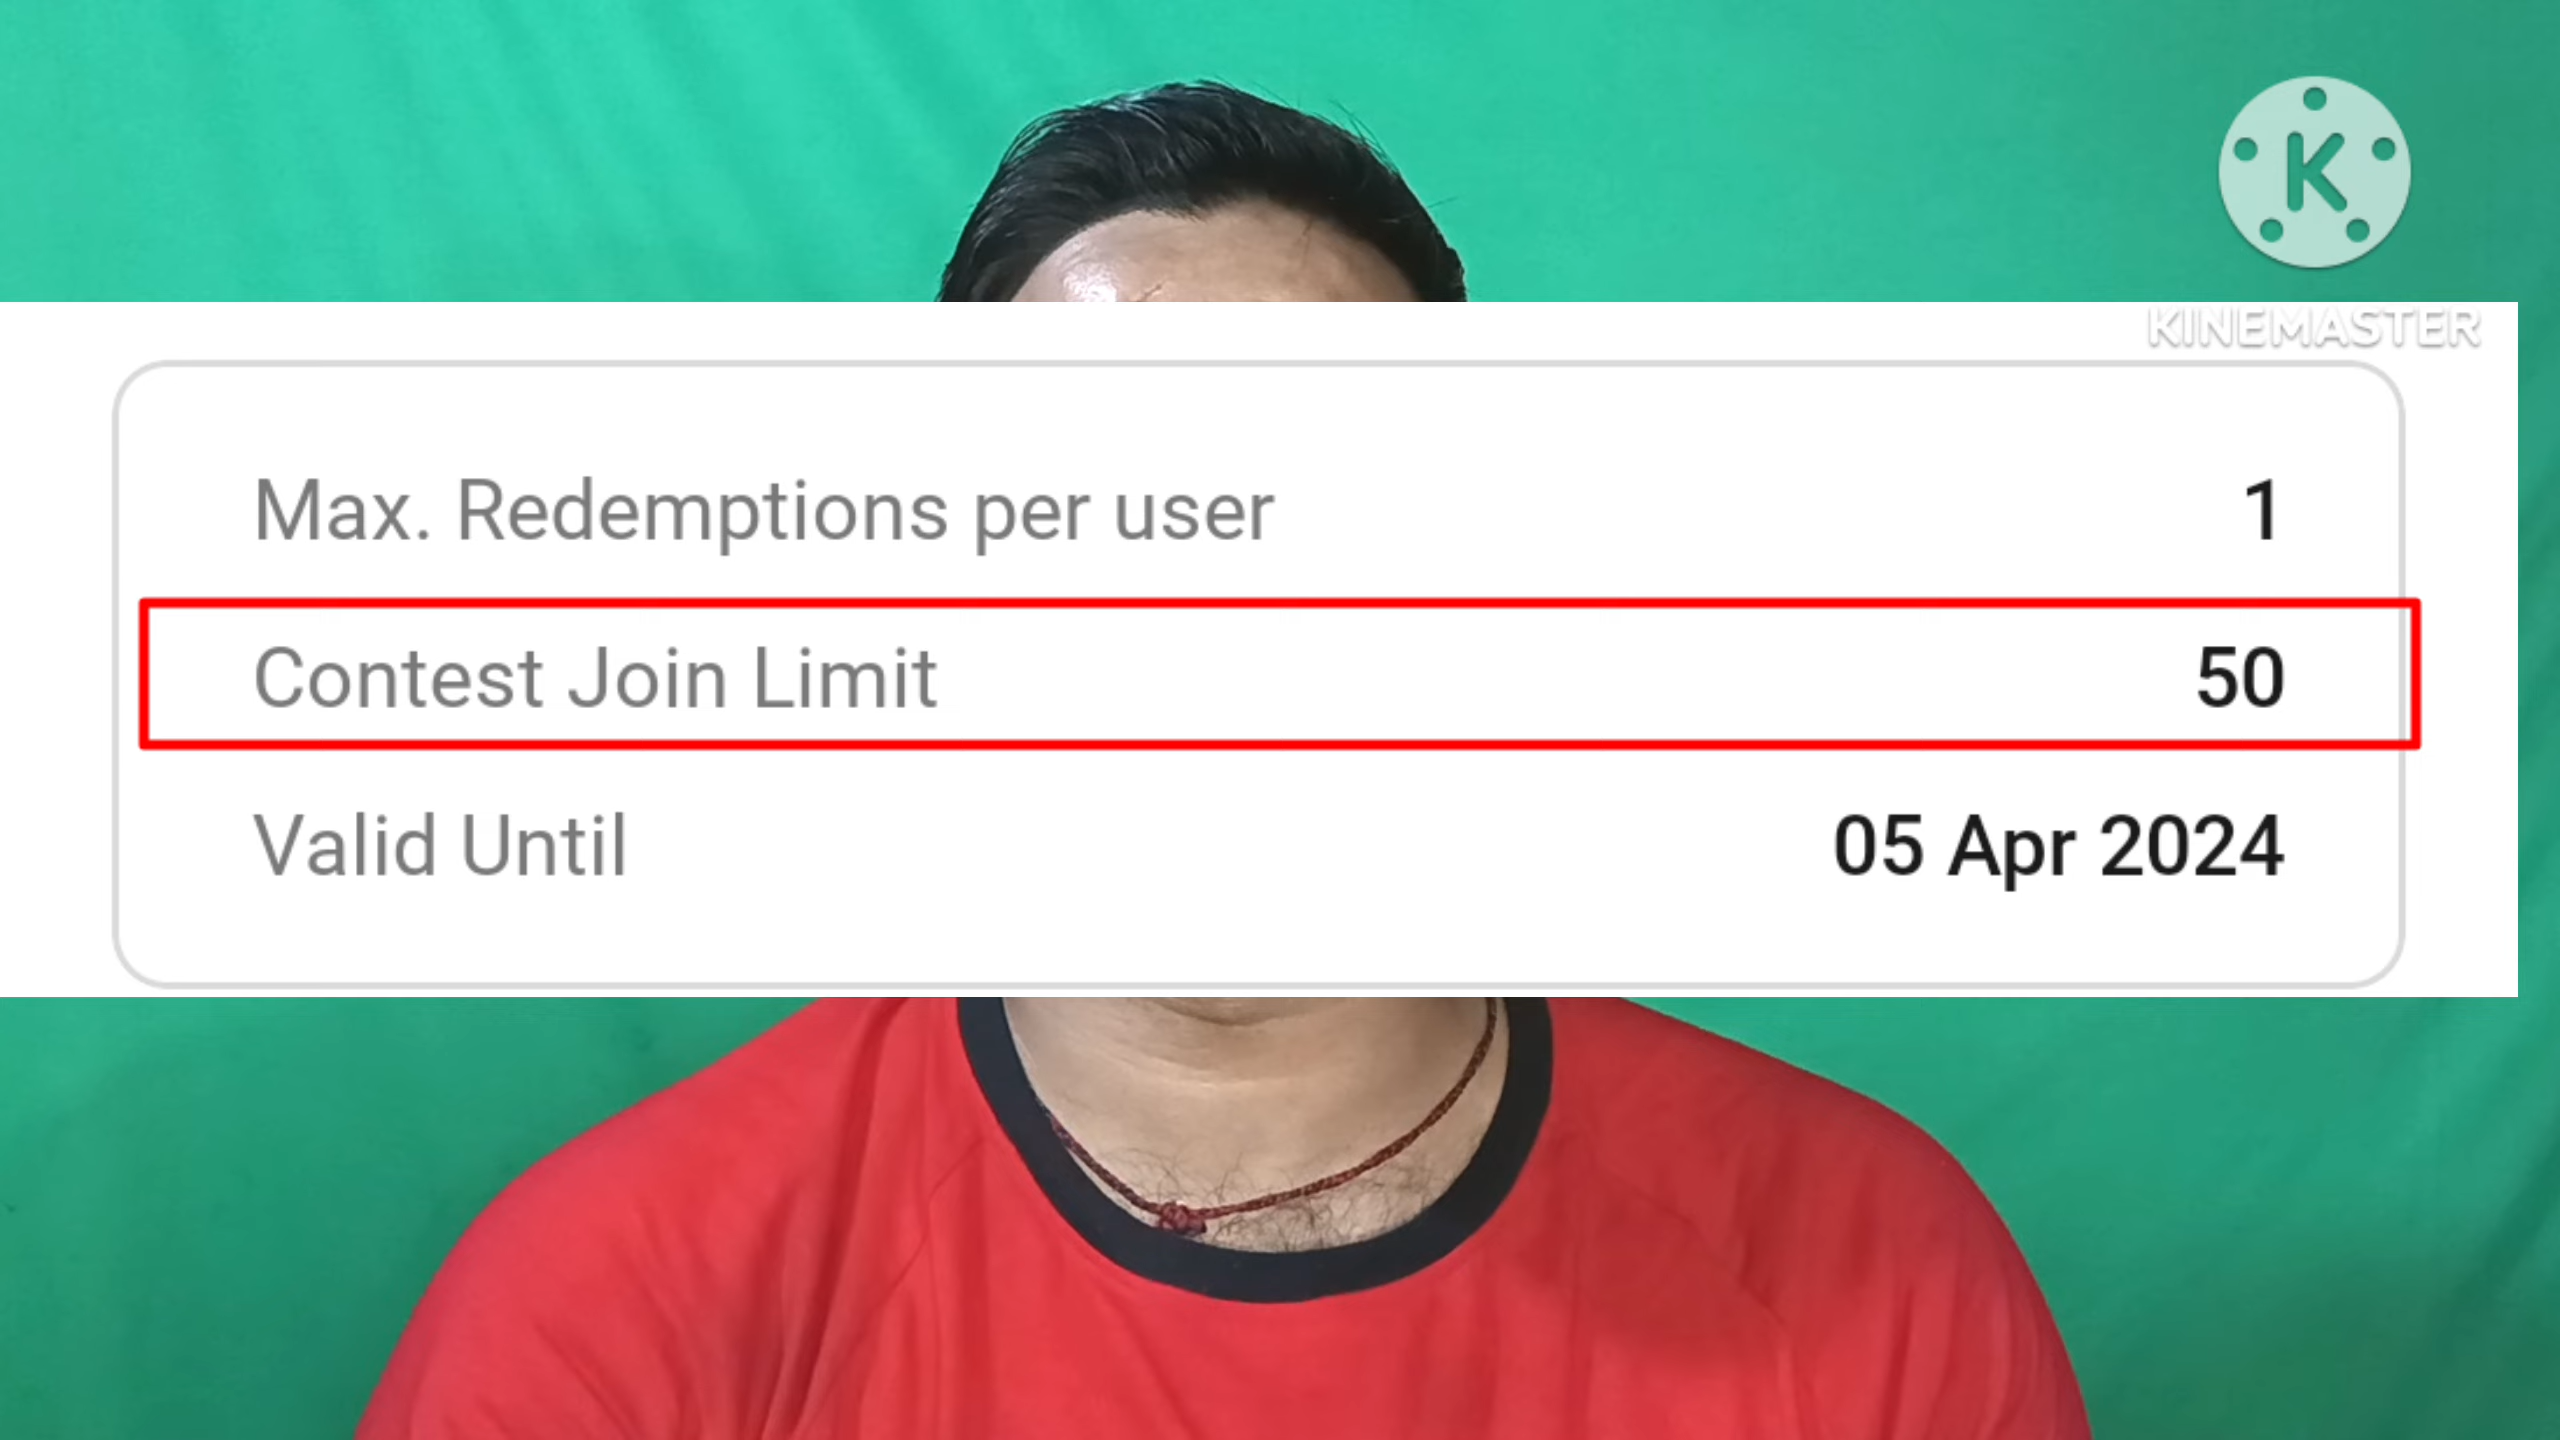 K
KINEMASTER
Max. Redemptions per user 1
Contest Join Limit 50
Valid Until 05 Apr 2024